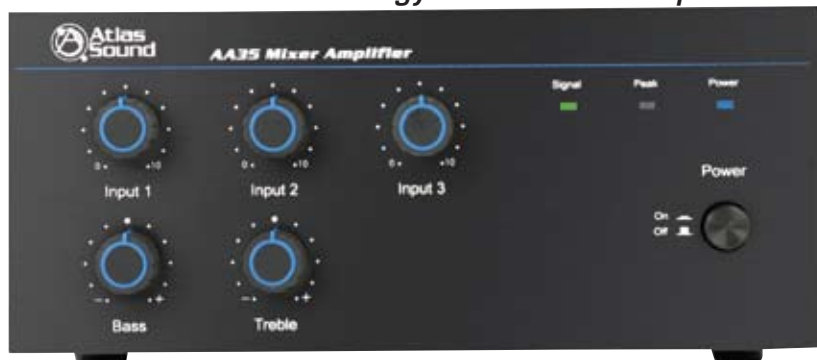 Atlas
Sound
AA35 Mixer Amplifier
Signal Peak Power
0 +10 0 +10 0 +10
Input 1 Input 2 Input 3
Power
On
Off
- + - +
Bass Treble